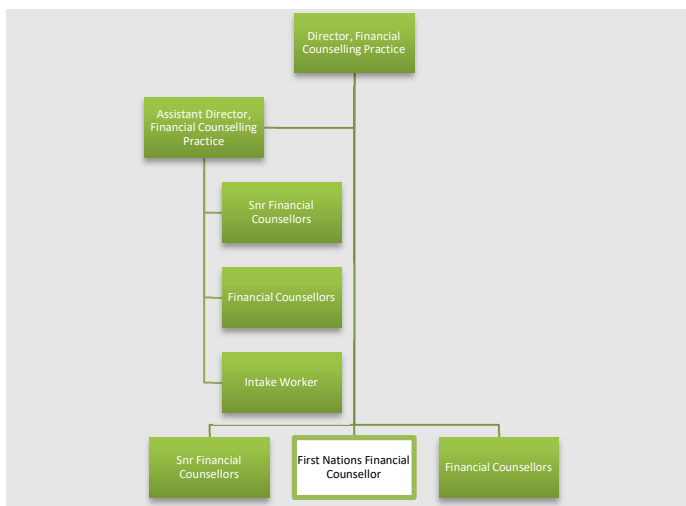 Director, Financial
Counselling Practice
Assistant Director,
Financial Counselling
Practice
Snr Financial
Counsellors
Financial Counsellors
Intake Worker
Snr Financial
Counsellors
First Nations Financial
Counsellor
Financial Counsellors